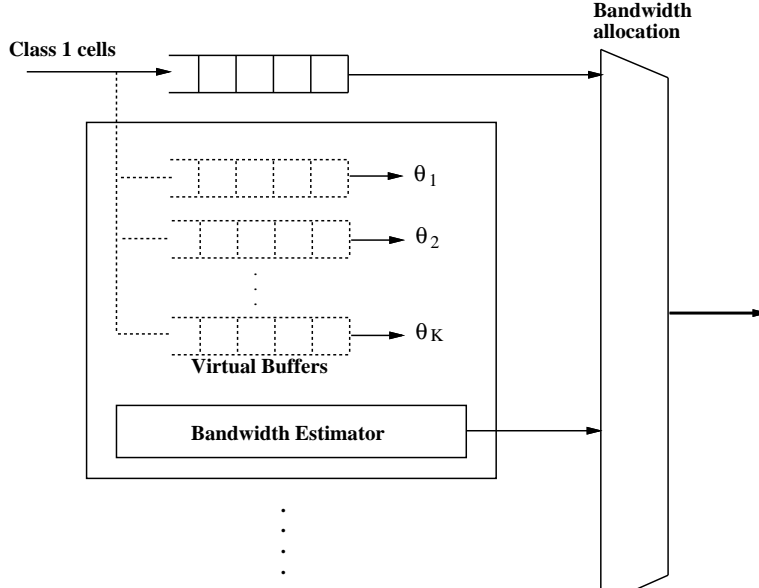 Bandwidth
allocation
Class 1 cells
θ1
θ2
θK
Virtual Buffers
Bandwidth Estimator